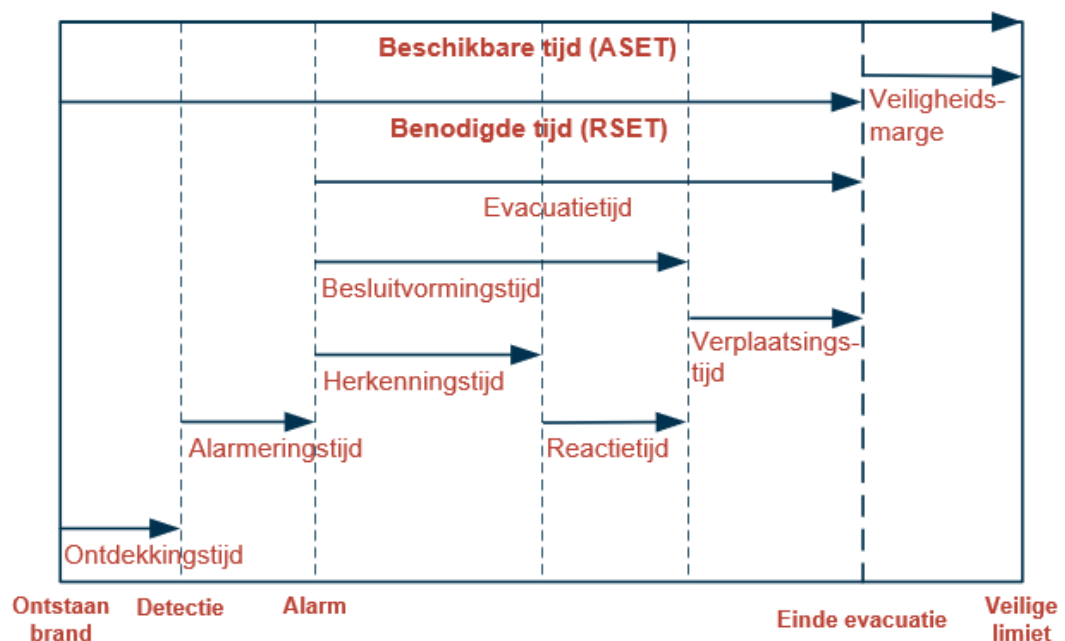 Beschikbare tijd (ASET)
Veiligheids-
marge
Benodigde tijd (RSET)
Evacuatietijd
Besluitvormingstijd
Verplaatsings-
tijd
Herkenningstijd
Alarmeringstijd
Reactietijd
Ontdekkingstijd
Ontstaan
brand
Detectie
Alarm
Einde evacuatie
Veilige
limiet